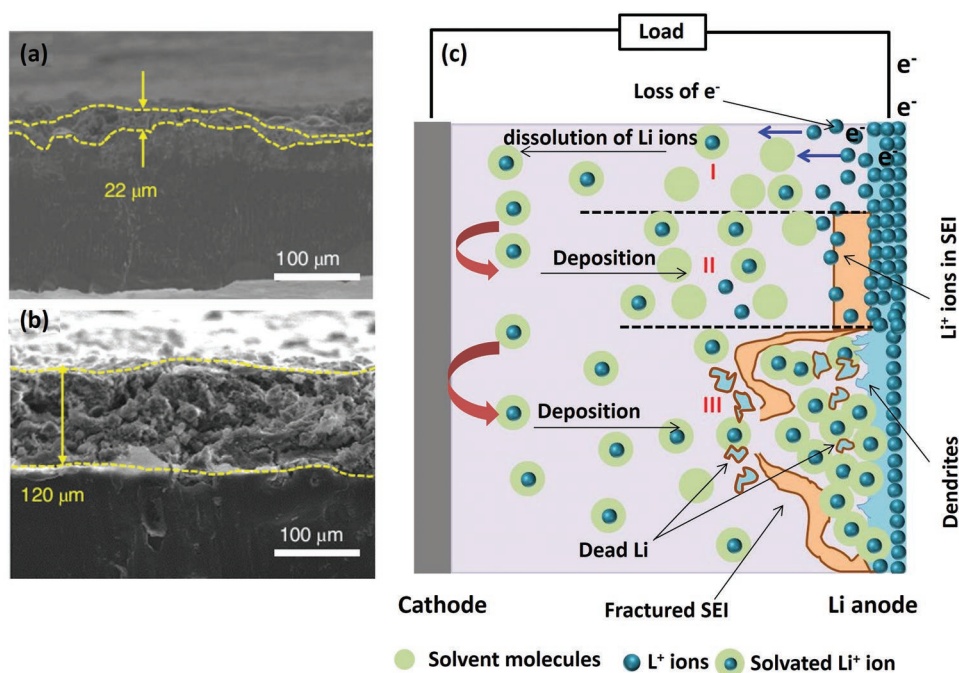 (a)
22 μm
100 μm
(b)
120 μm
100 μm
(c)
Load
e-
e-
Loss of e-
e-
e-
dissolution of Li ions
I
Deposition
II
Li+ ions in SEI
III
Deposition
Dendrites
Dead Li
Fractured SEI
Cathode
Li anode
Solvent molecules
L+ ions
Solvated Li+ ion